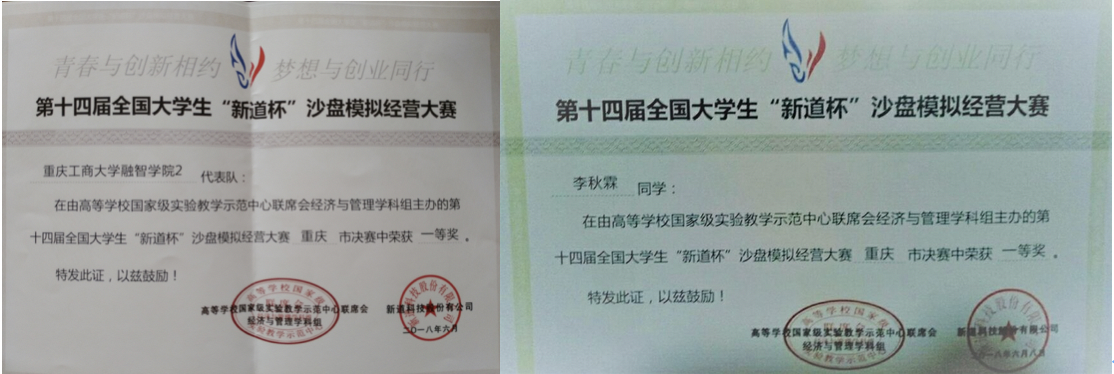 青春与创新相约 梦想与创业同行
第十四届全国大学生“新道杯”沙盘模拟经营大赛
重庆工商大学融智学院2 代表队：
在由高等学校国家级实验教学示范中心联席会经济与管理学科组主办的第
十四届全国大学生“新道杯”沙盘模拟经营大赛 重庆 市决赛中荣获 一等奖 。
特发此证，以兹鼓励！
高等学校国家级实验教学示范中心联席会 新道科技股份有限公司
经济与管理学科组 二〇一八年六月
青春与创新相约 梦想与创业同行
第十四届全国大学生“新道杯”沙盘模拟经营大赛
李秋霖 同学：
在由高等学校国家级实验教学示范中心联席会经济与管理学科组主办的第
十四届全国大学生“新道杯”沙盘模拟经营大赛 重庆 市决赛中荣获 一等奖 。
特发此证，以兹鼓励！
高等学校国家级实验教学示范中心联席会 新道科技股份有限公司
经济与管理学科组 二〇一八年六月八日